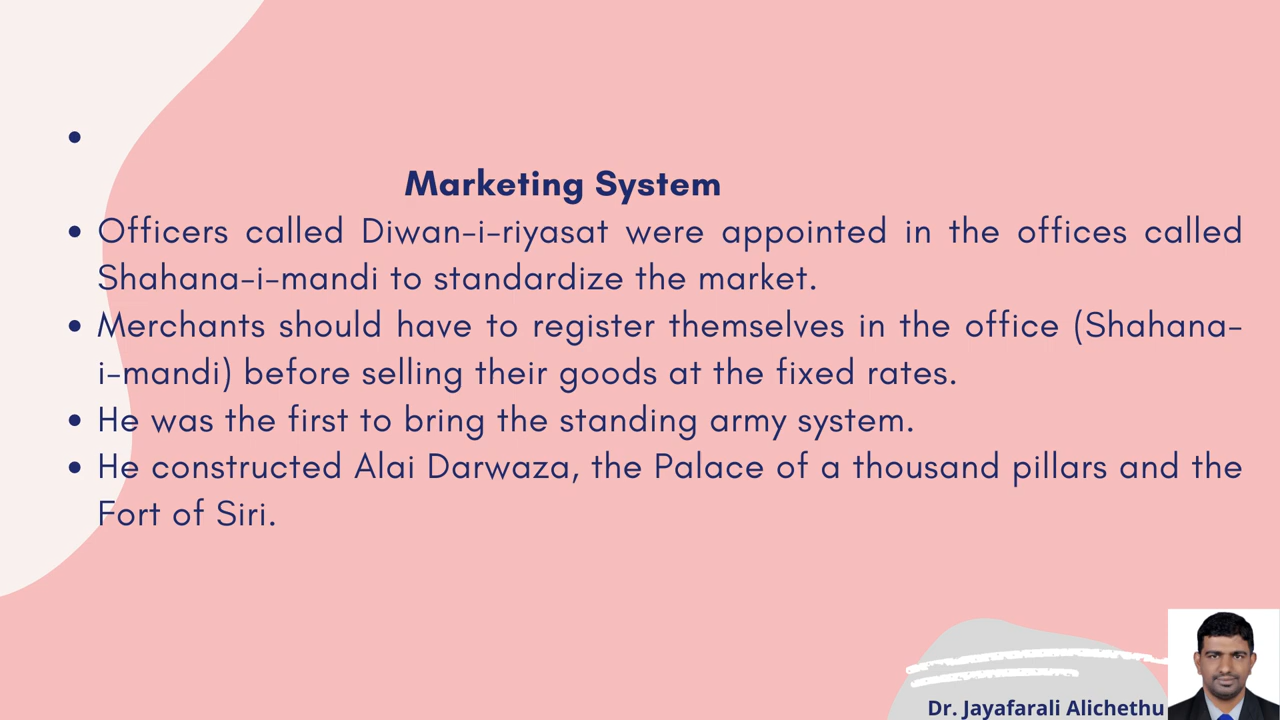 Marketing System
• Officers called Diwan-i-riyasat were appointed in the offices called
Shahana-i-mandi to standardize the market.
• Merchants should have to register themselves in the office (Shahana-
i-mandi) before selling their goods at the fixed rates.
• He was the first to bring the standing army system.
• He constructed Alai Darwaza, the Palace of a thousand pillars and the
Fort of Siri.
Dr. Jayafarali Alichethu